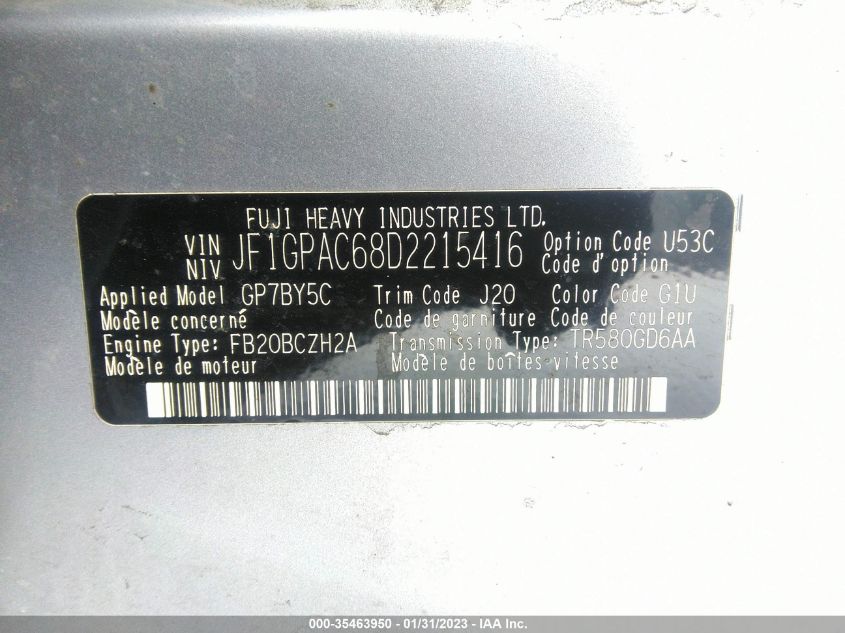 FUJI HEAVY INDUSTRIES LTD.
VIN JF1GPAC68D2215416 Option Code U53C
NIV Code d'option
Applied Model GP7BY5C Trim Code J20 Color Code G1U
Modèle concerné Code de garniture Code de couleur
Engine Type: FB20BCZH2A Transmission Type: TR580GD6AA
Modèle de moteur Modèle de boîtes-vitesse
000-35463950 - 01/31/2023 - IAA Inc.